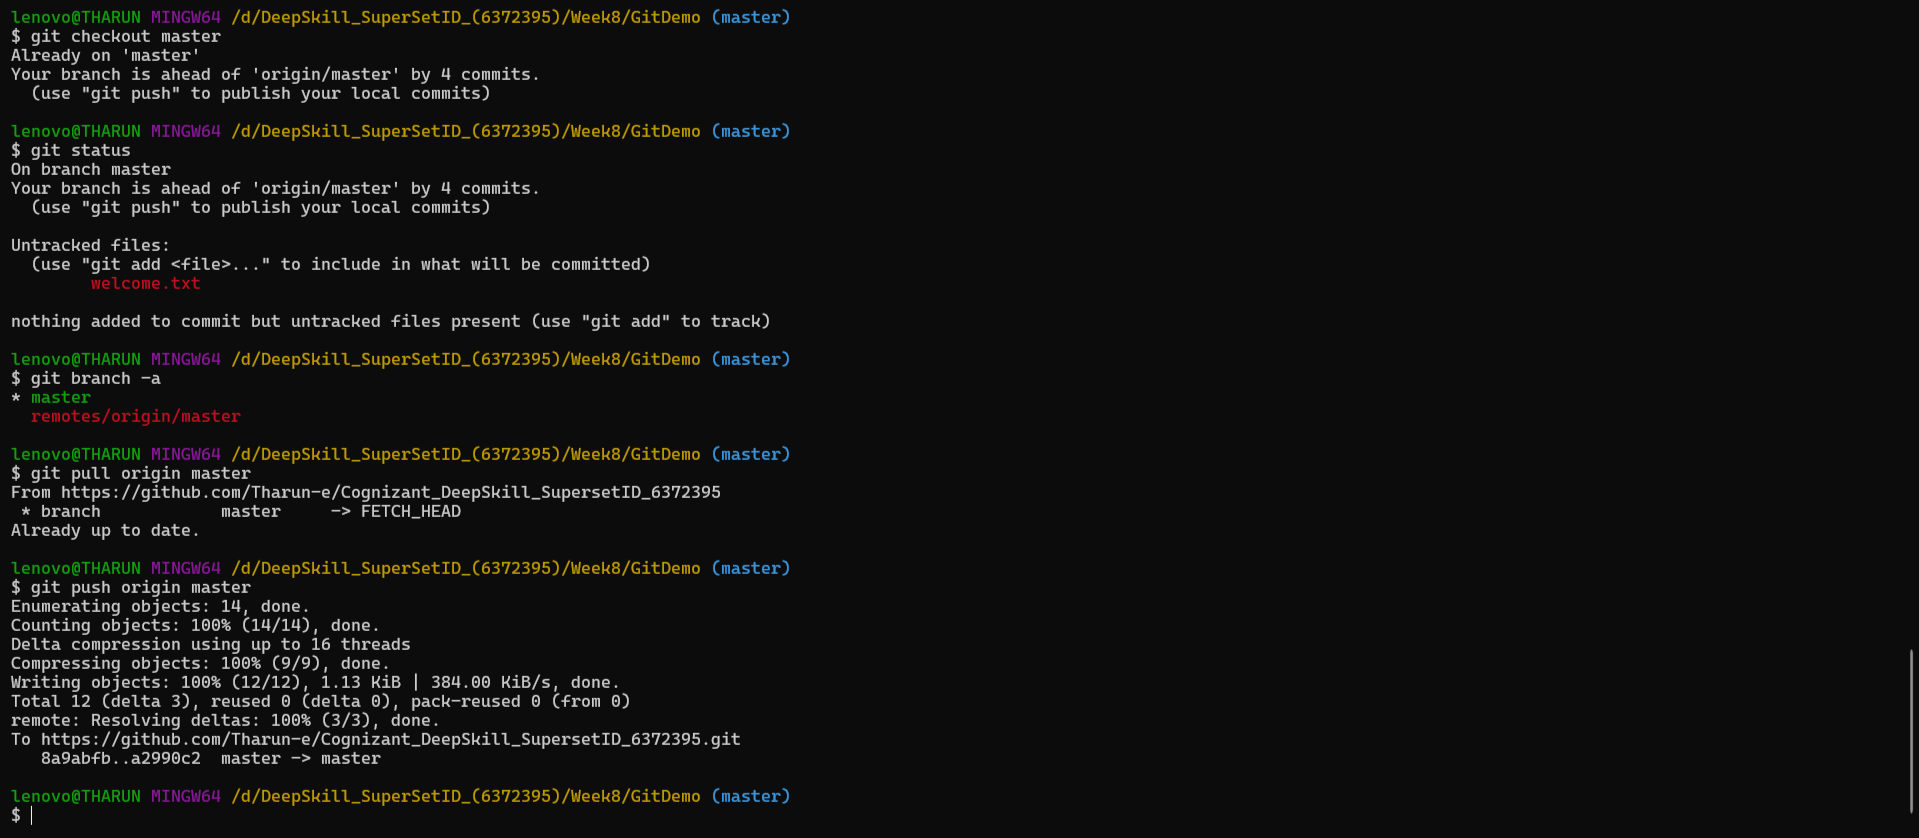 lenovo@THARUN MINGW64 /d/DeepSkill_SuperSetID_(6372395)/Week8/GitDemo (master)
$ git checkout master
Already on 'master'
Your branch is ahead of 'origin/master' by 4 commits.
  (use "git push" to publish your local commits)

lenovo@THARUN MINGW64 /d/DeepSkill_SuperSetID_(6372395)/Week8/GitDemo (master)
$ git status
On branch master
Your branch is ahead of 'origin/master' by 4 commits.
  (use "git push" to publish your local commits)

Untracked files:
  (use "git add <file>..." to include in what will be committed)
        welcome.txt

nothing added to commit but untracked files present (use "git add" to track)

lenovo@THARUN MINGW64 /d/DeepSkill_SuperSetID_(6372395)/Week8/GitDemo (master)
$ git branch -a
* master
  remotes/origin/master

lenovo@THARUN MINGW64 /d/DeepSkill_SuperSetID_(6372395)/Week8/GitDemo (master)
$ git pull origin master
From https://github.com/Tharun-e/Cognizant_DeepSkill_SupersetID_6372395
 * branch            master     -> FETCH_HEAD
Already up to date.

lenovo@THARUN MINGW64 /d/DeepSkill_SuperSetID_(6372395)/Week8/GitDemo (master)
$ git push origin master
Enumerating objects: 14, done.
Counting objects: 100% (14/14), done.
Delta compression using up to 16 threads
Compressing objects: 100% (9/9), done.
Writing objects: 100% (12/12), 1.13 KiB | 384.00 KiB/s, done.
Total 12 (delta 3), reused 0 (delta 0), pack-reused 0 (from 0)
remote: Resolving deltas: 100% (3/3), done.
To https://github.com/Tharun-e/Cognizant_DeepSkill_SupersetID_6372395.git
   8a9abfb..a2990c2  master -> master

lenovo@THARUN MINGW64 /d/DeepSkill_SuperSetID_(6372395)/Week8/GitDemo (master)
$